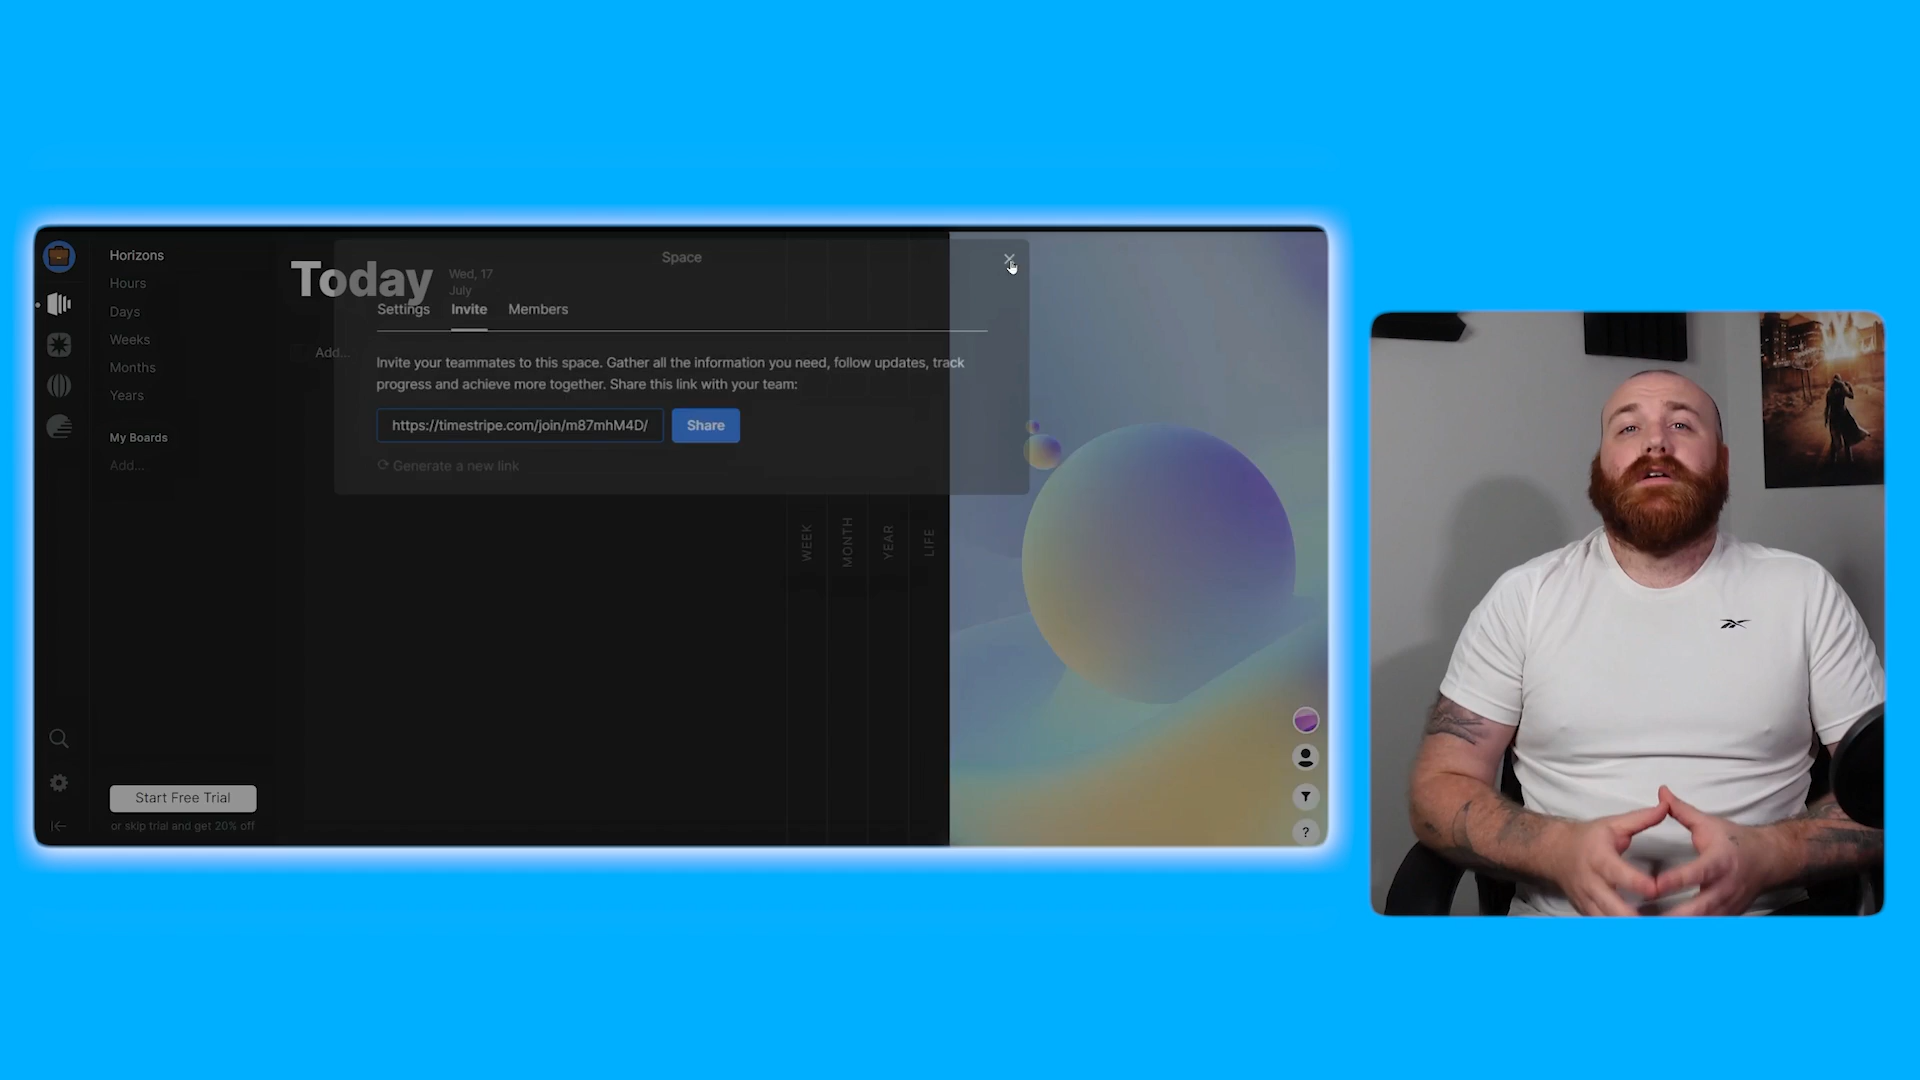 Horizons
Hours
Days
Weeks
Months
Years
My Boards
Add...
Start Free Trial
or skip trial and get 20% off
Today
Wed, 17
July
Add...
Space
Settings
Invite
Members
Invite your teammates to this space. Gather all the information you need, follow updates, track
progress and achieve more together. Share this link with your team:
https://timestripe.com/join/m87mhM4D/
Share
Generate a new link
WEEK
MONTH
YEAR
LIFE
?